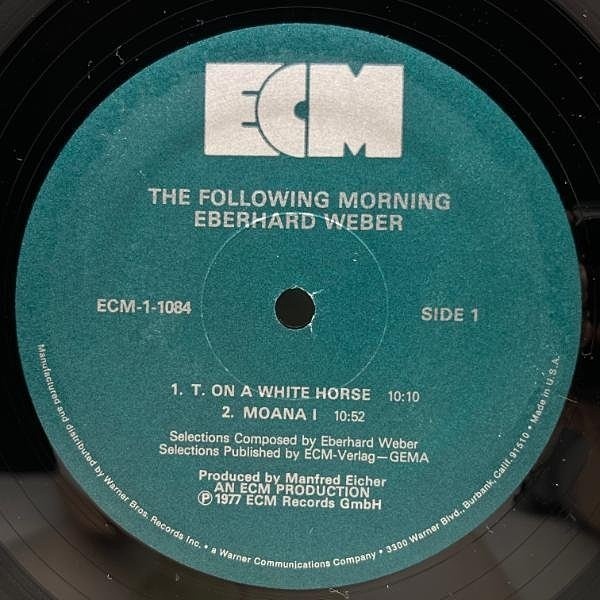 ECM
THE FOLLOWING MORNING
EBERHARD WEBER
ECM-1-1084
SIDE 1
1. T. ON A WHITE HORSE 10:10
2. MOANA I 10:52
Selections Composed by Eberhard Weber
Selections Published by ECM-Verlag—GEMA
Produced by Manfred Eicher
AN ECM PRODUCTION
℗ 1977 ECM Records GmbH
Manufactured and distributed by Warner Bros. Records Inc. • a Warner Communications Company • 3300 Warner Blvd., Burbank, Calif. 91510 • Made in U.S.A.